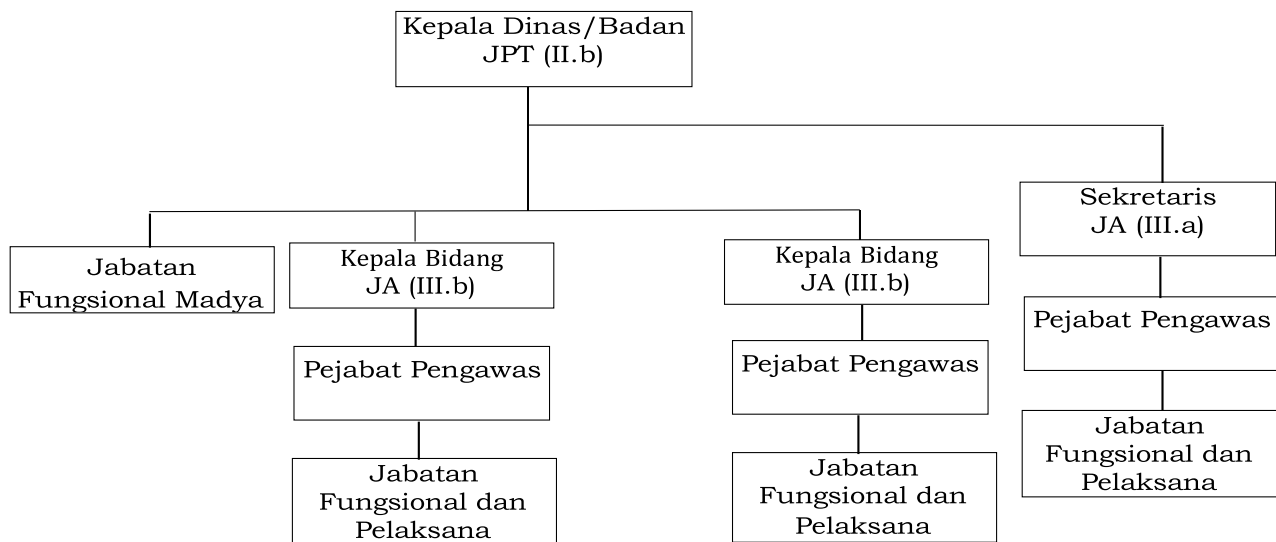 Kepala Dinas/Badan
JPT (II.b)
Sekretaris
JA (III.a)
Jabatan
Fungsional Madya
Kepala Bidang
JA (III.b)
Kepala Bidang
JA (III.b)
Pejabat Pengawas
Pejabat Pengawas
Pejabat Pengawas
Jabatan
Fungsional dan
Pelaksana
Jabatan
Fungsional dan
Pelaksana
Jabatan
Fungsional dan
Pelaksana